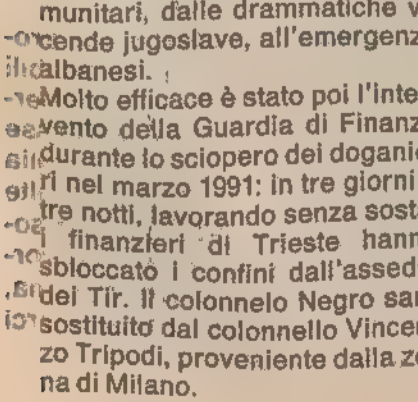 munitari, dalle drammatiche v
cende jugoslave, all'emergenz
albanesi.
Molto efficace è stato poi l'inte
vento della Guardia di Finanz
durante lo sciopero dei doganie
ri nel marzo 1991: in tre giorni
tre notti, lavorando senza sost
i finanzieri di Trieste hann
sbloccato i confini dall'assed
dei Tir. Il colonnelo Negro sar
sostituito dal colonnello Vincen
zo Tripodi, proveniente dalla zo
na di Milano.